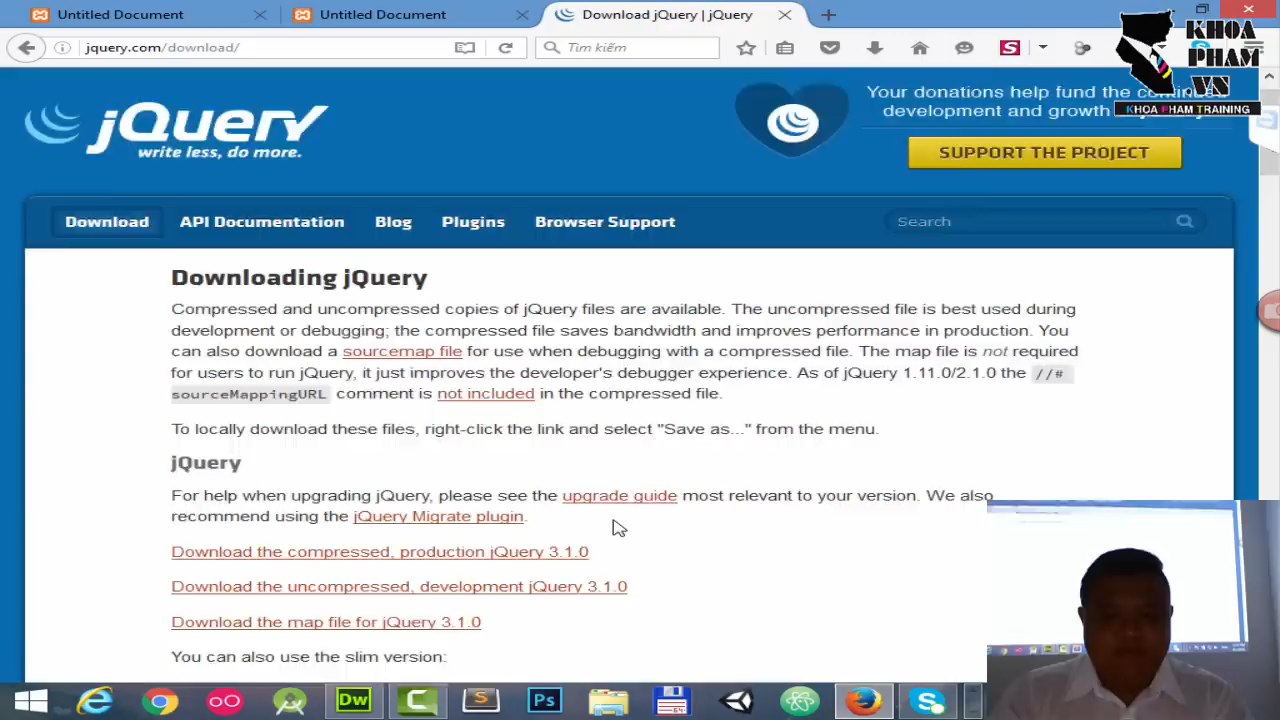 Untitled Document
Untitled Document
Download jQuery | jQuery
jquery.com/download/
Tìm kiếm
KHOA
PHAM
.VN
KHOA PHAM TRAINING
jQuery
write less, do more.
Your donations help fund the continued
development and growth
SUPPORT THE PROJECT
Download
API Documentation
Blog
Plugins
Browser Support
Search
Downloading jQuery
Compressed and uncompressed copies of jQuery files are available. The uncompressed file is best used during
development or debugging; the compressed file saves bandwidth and improves performance in production. You
can also download a sourcemap file for use when debugging with a compressed file. The map file is not required
for users to run jQuery, it just improves the developer's debugger experience. As of jQuery 1.11.0/2.1.0 the //#
sourceMappingURL comment is not included in the compressed file.
To locally download these files, right-click the link and select "Save as..." from the menu.
jQuery
For help when upgrading jQuery, please see the upgrade guide most relevant to your version. We also
recommend using the jQuery Migrate plugin.
Download the compressed, production jQuery 3.1.0
Download the uncompressed, development jQuery 3.1.0
Download the map file for jQuery 3.1.0
You can also use the slim version:
Dw
Ps